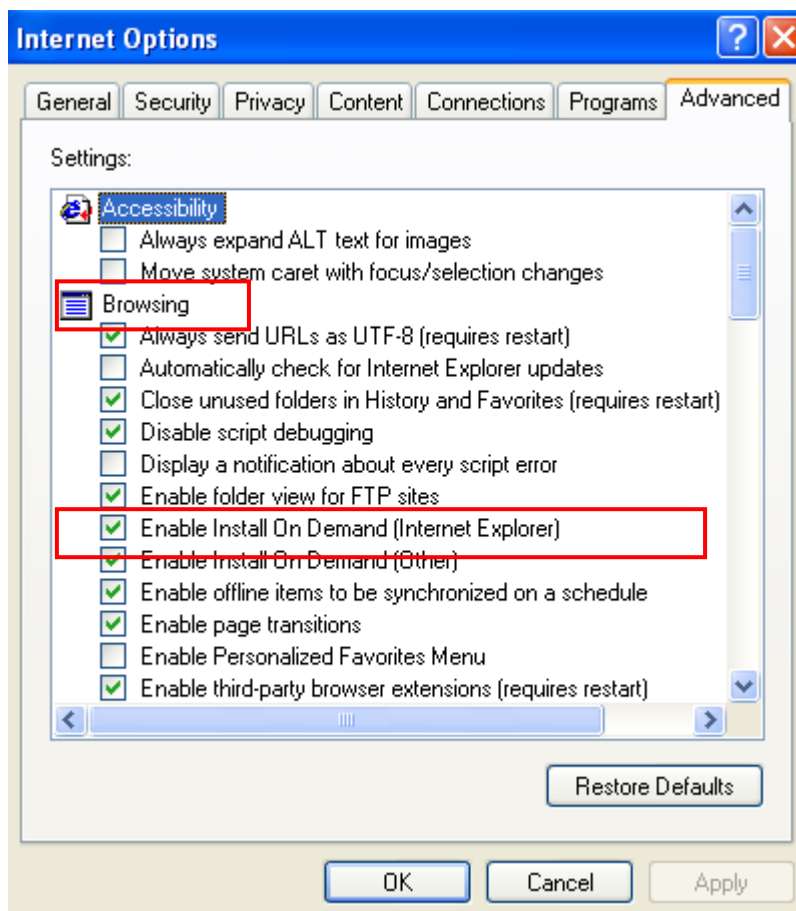 Internet Options
General Security Privacy Content Connections Programs Advanced
Settings:
Accessibility
Always expand ALT text for images
Move system caret with focus/selection changes
Browsing
Always send URLs as UTF-8 (requires restart)
Automatically check for Internet Explorer updates
Close unused folders in History and Favorites (requires restart)
Disable script debugging
Display a notification about every script error
Enable folder view for FTP sites
Enable Install On Demand (Internet Explorer)
Enable Install On Demand (Other)
Enable offline items to be synchronized on a schedule
Enable page transitions
Enable Personalized Favorites Menu
Enable third-party browser extensions (requires restart)
Restore Defaults
OK Cancel Apply